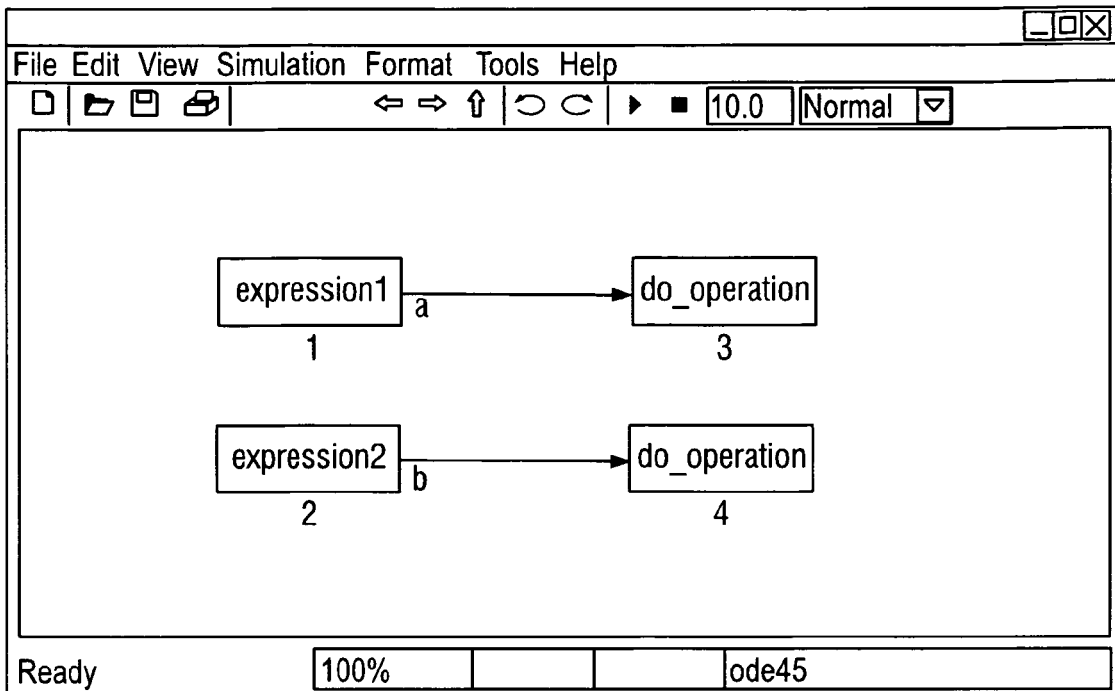 File Edit View Simulation Format Tools Help
10.0 Normal
expression1 a do_operation
1 3
expression2 b do_operation
2 4
Ready 100% ode45